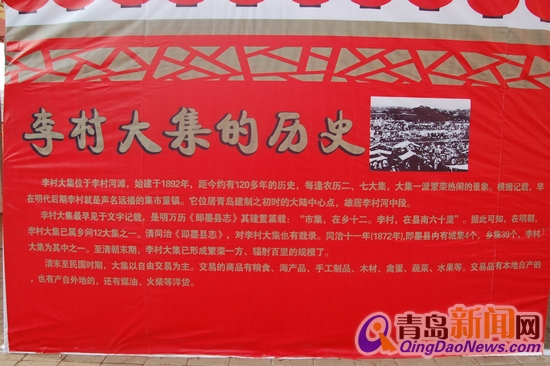 李村大集的历史
李村大集位于李村河滩，始建于1892年，距今约有120多年的历史，每逢农历二、七大集，大集一派繁荣热闹的景象。根据记载，早
在明代后期李村就是声名远播的集市重镇。它位居青岛建制之初时的大陆中心点，雄居李村河中段。
李村大集最早见于文字记载，是明万历《即墨县志》其建置篇载：“市集，在乡十二。李村，在县南六十里”。据此可知，在明朝，
李村大集已属乡间12大集之一。清同治《即墨县志》，对李村大集也有载录。同治十一年(1872年),即墨县内有城集4个，乡集39个，李村
大集为其中之一。至清朝末期，李村大集已形成繁荣一方、辐射百里的规模了。
清末至民国时期，大集以自由交易为主。交易的商品有粮食、海产品、手工制品、木材、禽蛋、蔬菜、水果等。交易品有本地自产的
，也有产自外地的，还有煤油、火柴等洋货。
青岛新闻网
QingDaoNews.com